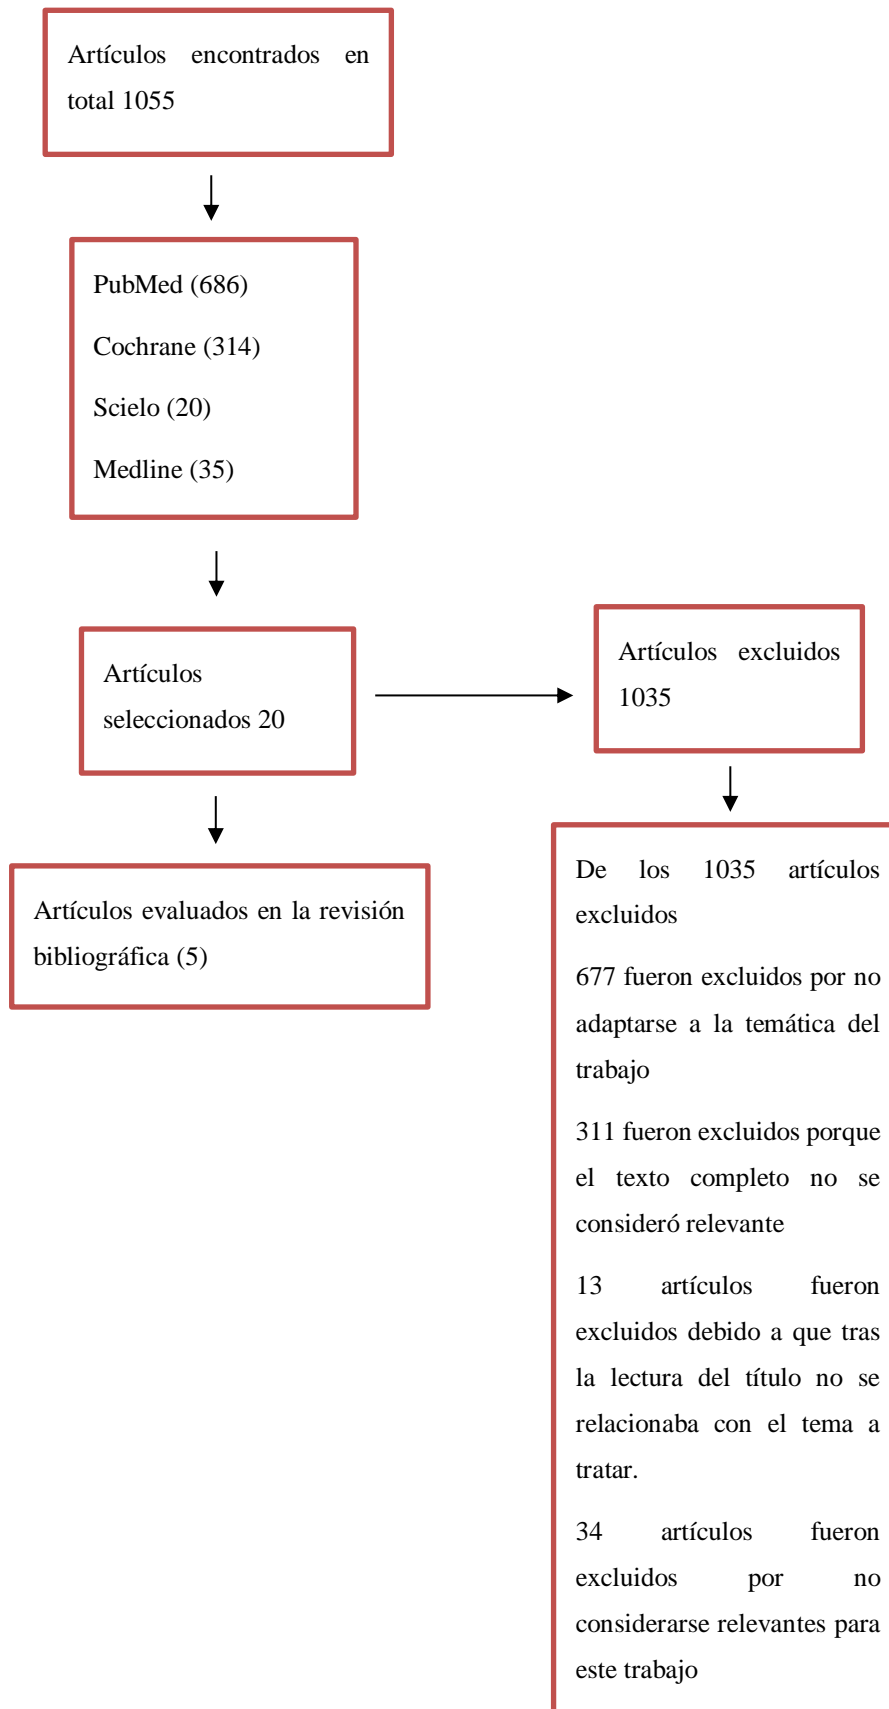 Artículos encontrados en
total 1055
PubMed (686)
Cochrane (314)
Scielo (20)
Medline (35)
Artículos
seleccionados 20
Artículos excluidos
1035
Artículos evaluados en la revisión
bibliográfica (5)
De los 1035 artículos
excluidos
677 fueron excluidos por no
adaptarse a la temática del
trabajo
311 fueron excluidos porque
el texto completo no se
consideró relevante
13 artículos fueron
excluidos debido a que tras
la lectura del título no se
relacionaba con el tema a
tratar.
34 artículos fueron
excluidos por no
considerarse relevantes para
este trabajo